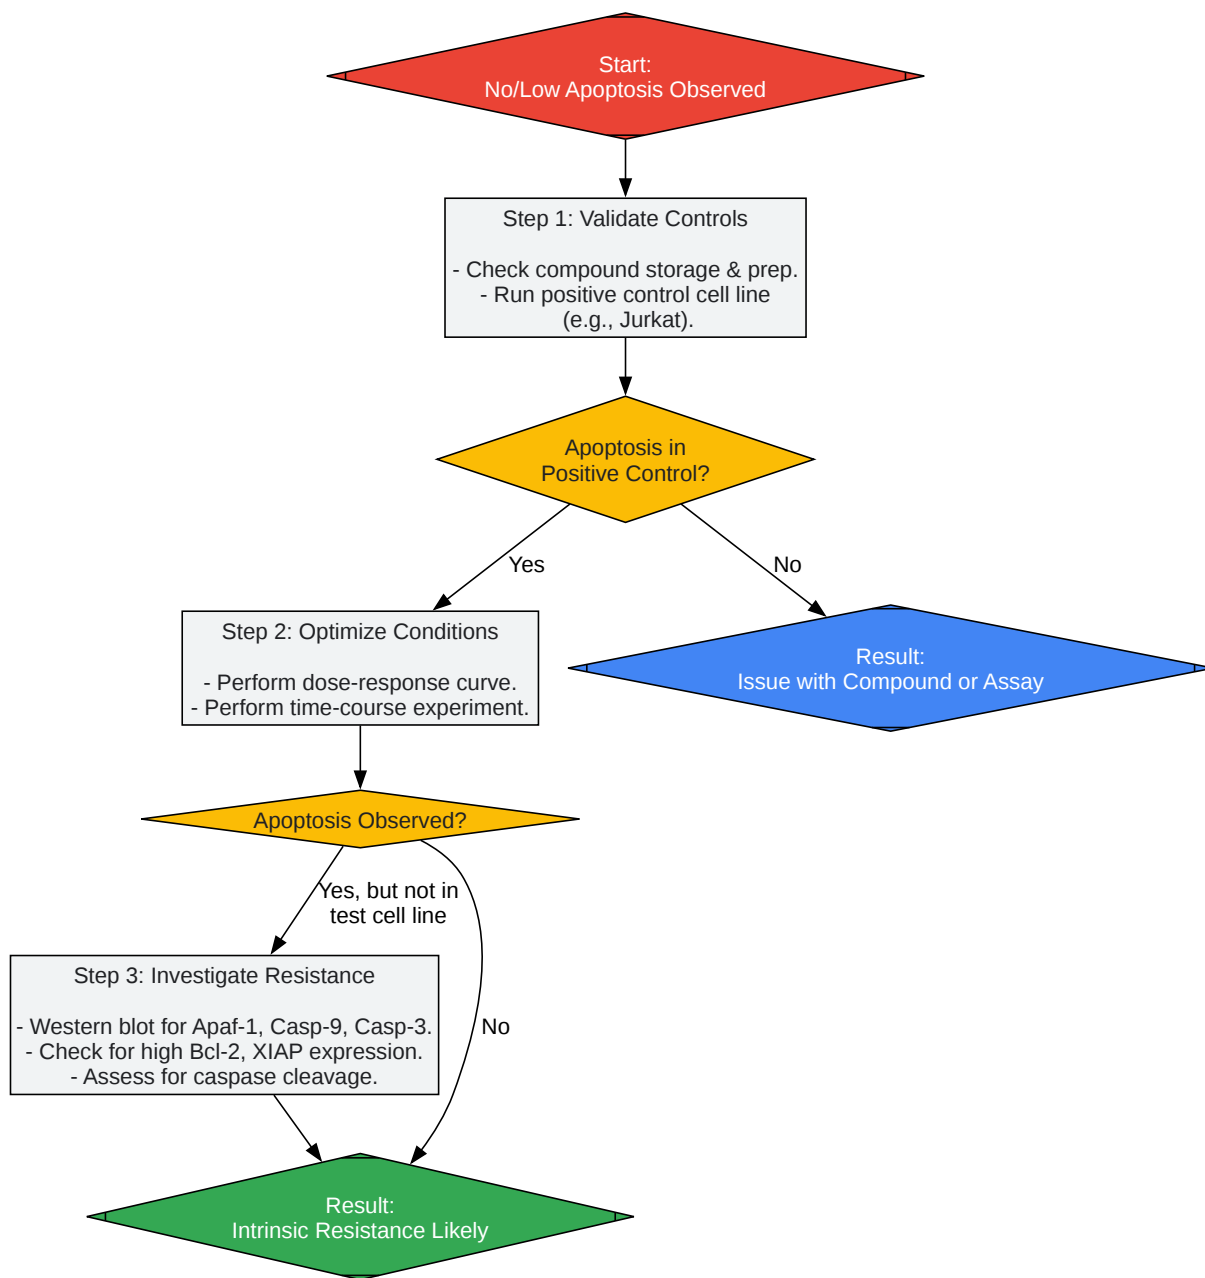 Start:
No/Low Apoptosis Observed
Step 1: Validate Controls
- Check compound storage & prep.
- Run positive control cell line
(e.g., Jurkat).
Apoptosis in
Positive Control?
Yes
No
Step 2: Optimize Conditions
- Perform dose-response curve.
- Perform time-course experiment.
Result:
Issue with Compound or Assay
Apoptosis Observed?
Yes, but not in
test cell line
No
Step 3: Investigate Resistance
- Western blot for Apaf-1, Casp-9, Casp-3.
- Check for high Bcl-2, XIAP expression.
- Assess for caspase cleavage.
Result:
Intrinsic Resistance Likely